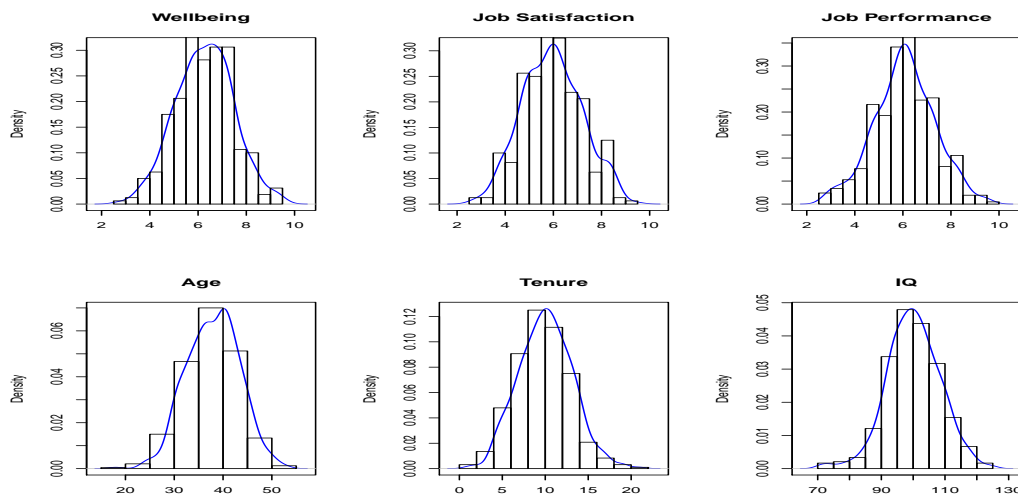 Wellbeing
Density
0.00 0.05 0.10 0.15 0.20 0.25 0.30
2 4 6 8 10
Job Satisfaction
Density
0.00 0.05 0.10 0.15 0.20 0.25 0.30
2 4 6 8 10
Job Performance
Density
0.00 0.10 0.20 0.30
2 4 6 8 10
Age
Density
0.00 0.02 0.04 0.06
20 30 40 50
Tenure
Density
0.00 0.02 0.04 0.06 0.08 0.10 0.12
0 5 10 15 20
IQ
Density
0.00 0.01 0.02 0.03 0.04 0.05
70 90 110 130